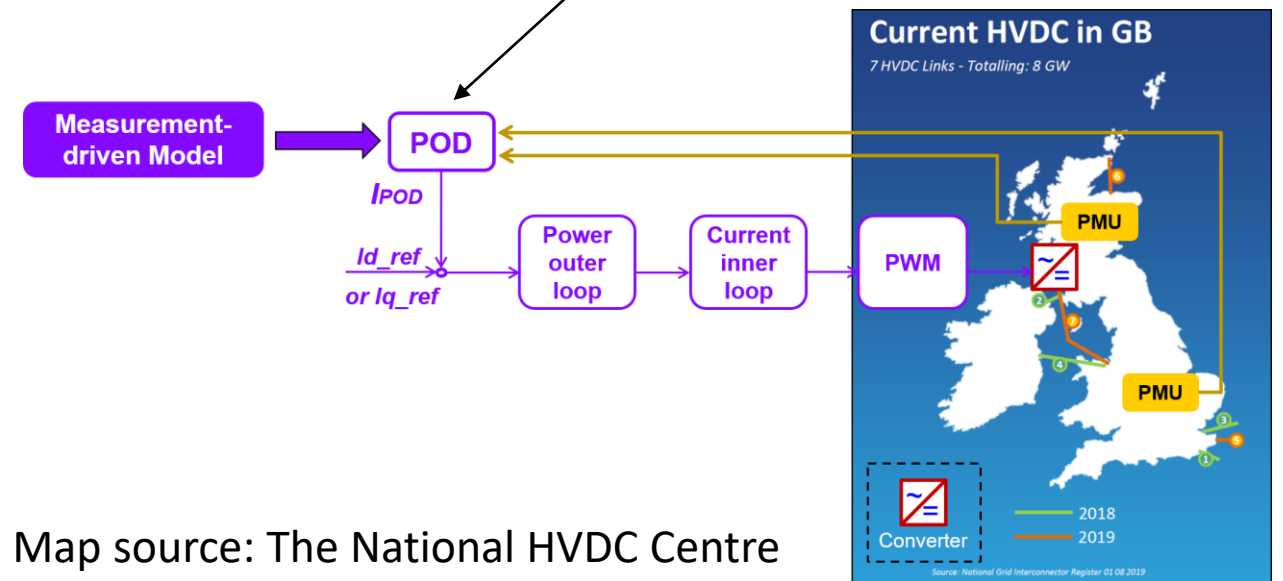 Current HVDC in GB
7 HVDC Links - Totalling: 8 GW
Measurement-
driven Model
POD
IPOD
Id_ref
or Iq_ref
Power
outer
loop
Current
inner
loop
PWM
PMU
PMU
6
2
7
4
3
5
1
~
=
~
=
Converter
2018
2019
Source: National Grid Interconnector Register 01 08 2019
Map source: The National HVDC Centre